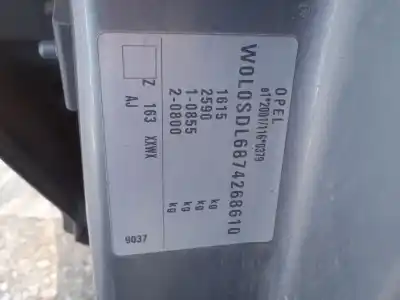 OPEL
e1*2001/116*0379
W0L0SDL6874268610
1615 kg
2590 kg
1-0855 kg
2-0800 kg
Z 163 XXWX
AJ
9037